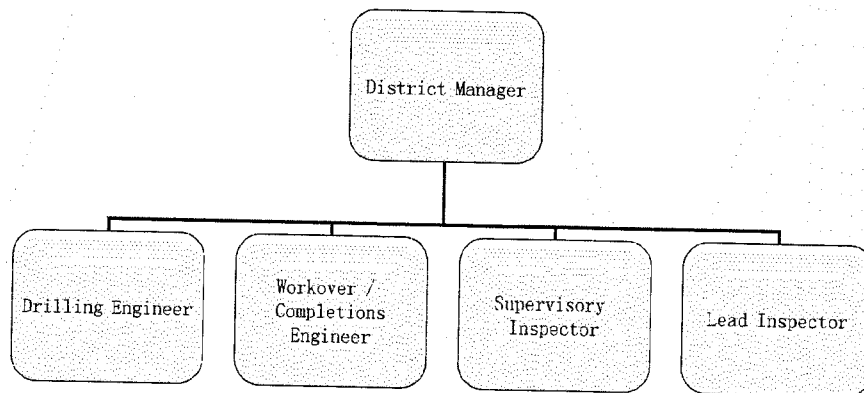 District Manager
Drilling Engineer
Workover /
Completions
Engineer
Supervisory
Inspector
Lead Inspector